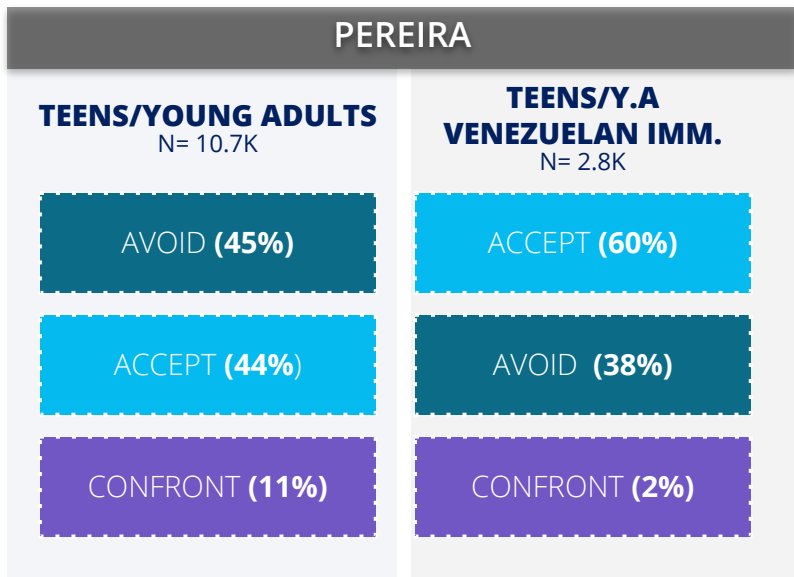 PEREIRA
TEENS/YOUNG ADULTS
N= 10.7K
AVOID (45%)
ACCEPT (44%)
CONFRONT (11%)
TEENS/Y.A
VENEZUELAN IMM.
N= 2.8K
ACCEPT (60%)
AVOID (38%)
CONFRONT (2%)